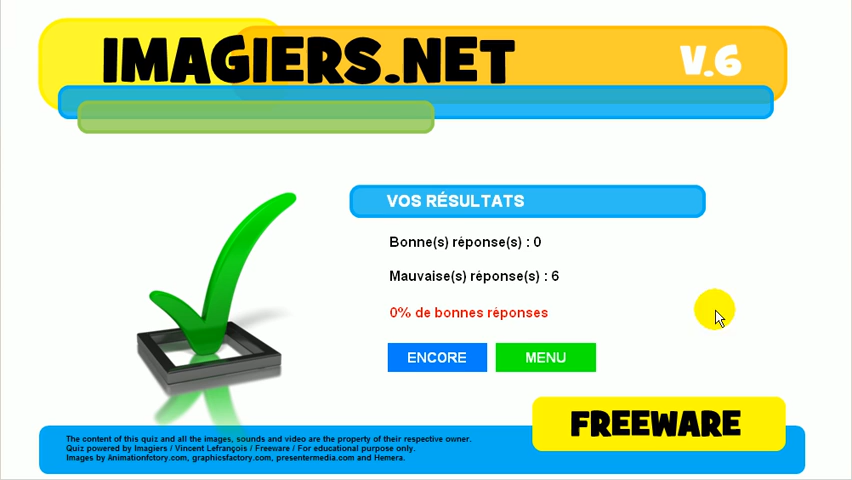 IMAGIERS.NET
V.6
VOS RÉSULTATS
Bonne(s) réponse(s) : 0
Mauvaise(s) réponse(s) : 6
0% de bonnes réponses
ENCORE
MENU
FREEWARE
The content of this quiz and all the images, sounds and video are the property of their respective owner.
Quiz powered by Imagiers / Vincent Lefrançois / Freeware / For educational purpose only.
Images by Animationfctory.com, graphicsfactory.com, presentermedia.com and Hemera.